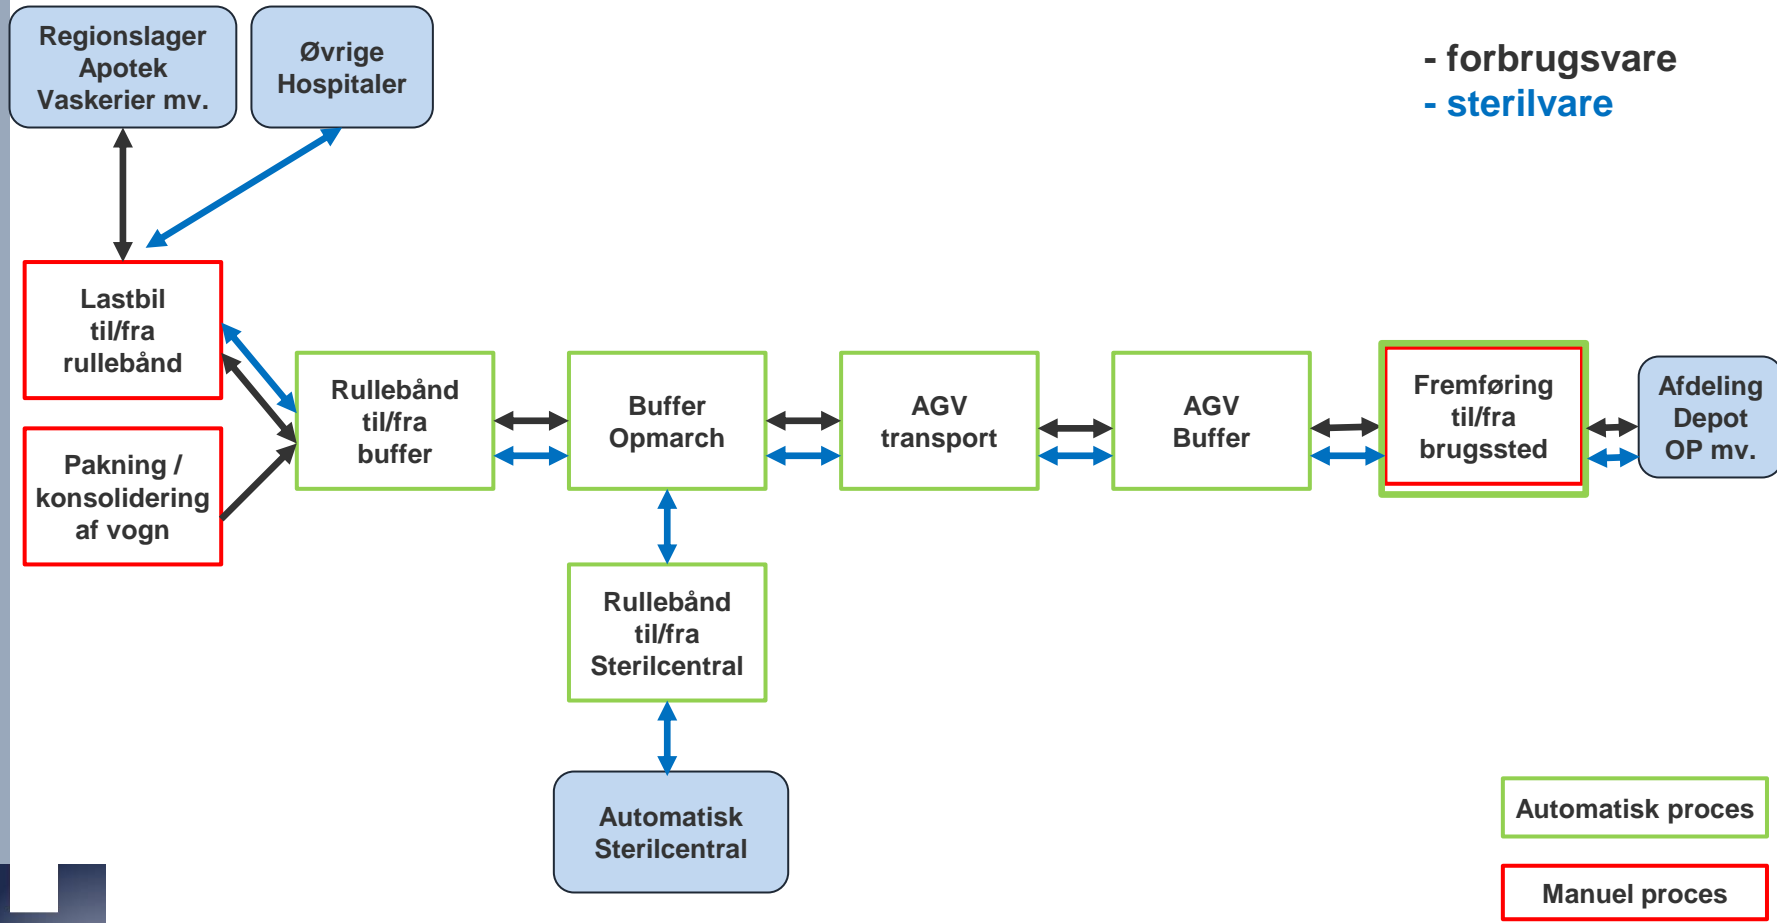 Regionslager
Apotek
Vaskerier mv.
Øvrige
Hospitaler
- forbrugsvare
- sterilvare
Lastbil
til/fra
rullebånd
Pakning /
konsolidering
af vogn
Rullebånd
til/fra
buffer
Buffer
Opmarch
AGV
transport
AGV
Buffer
Fremføring
til/fra
brugssted
Afdeling
Depot
OP mv.
Rullebånd
til/fra
Sterilcentral
Automatisk
Sterilcentral
Automatisk proces
Manuel proces